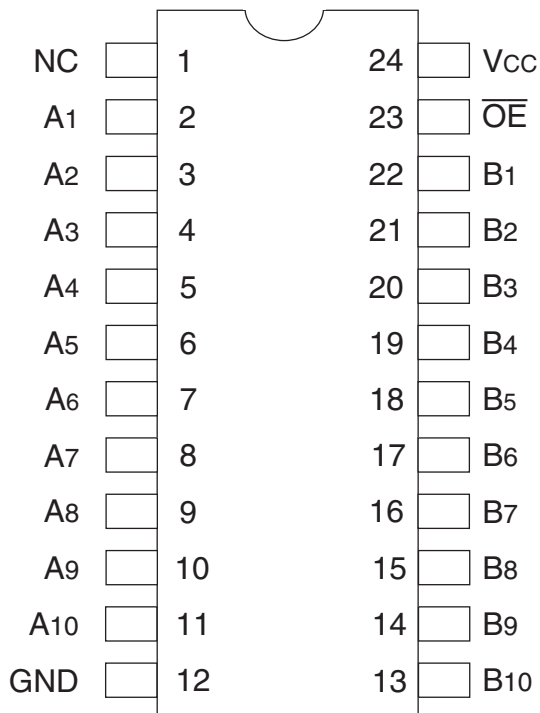 NC 1 24 VCC
A1 2 23 O̅E̅
A2 3 22 B1
A3 4 21 B2
A4 5 20 B3
A5 6 19 B4
A6 7 18 B5
A7 8 17 B6
A8 9 16 B7
A9 10 15 B8
A10 11 14 B9
GND 12 13 B10